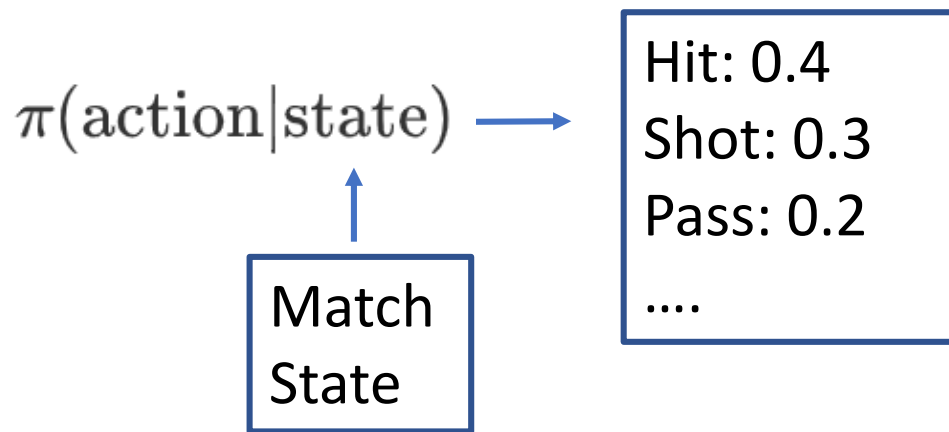 π(action|state)
Hit: 0.4
Shot: 0.3
Pass: 0.2
....
Match
State